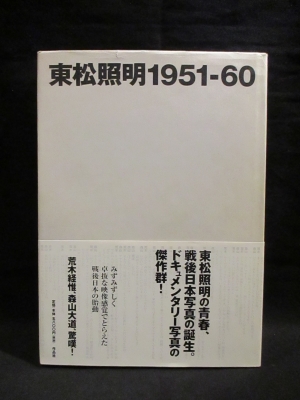 東松照明1951-60
東松照明の青春、
戦後日本写真の誕生。
ドキュメンタリー写真の
傑作群!
みずみずしく
卓抜な映像感覚でとらえた
戦後日本の胎動
荒木経惟、森山大道、驚嘆!